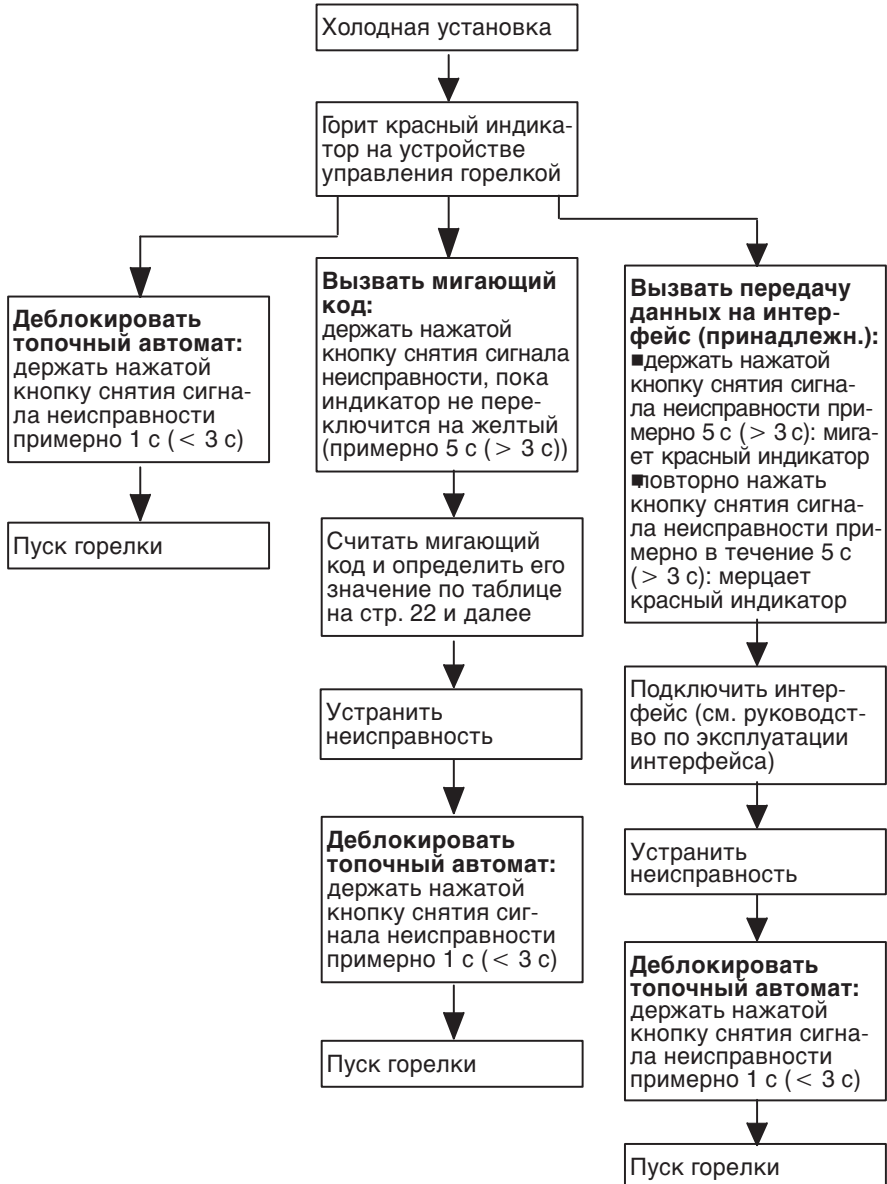 Холодная установка
Горит красный индика-
тор на устройстве
управления горелкой
Деблокировать
топочный автомат:
держать нажатой
кнопку снятия сигна-
ла неисправности
примерно 1 с (< 3 с)
Пуск горелки
Вызвать мигающий
код:
держать нажатой
кнопку снятия сигнала
неисправности, пока
индикатор не пере-
ключится на желтый
(примерно 5 с (> 3 с))
Считать мигающий
код и определить его
значение по таблице
на стр. 22 и далее
Устранить
неисправность
Деблокировать
топочный автомат:
держать нажатой
кнопку снятия сиг-
нала неисправности
примерно 1 с (< 3 с)
Пуск горелки
Вызвать передачу
данных на интер-
фейс (принадлежн.):
■держать нажатой
кнопку снятия сигна-
ла неисправности при-
мерно 5 с (> 3 с): мига-
ет красный индикатор
■повторно нажать
кнопку снятия сигна-
ла неисправности при-
мерно в течение 5 с
(> 3 с): мерцает
красный индикатор
Подключить интер-
фейс (см. руководст-
во по эксплуатации
интерфейса)
Устранить
неисправность
Деблокировать
топочный автомат:
держать нажатой
кнопку снятия сигна-
ла неисправности
примерно 1 с (< 3 с)
Пуск горелки